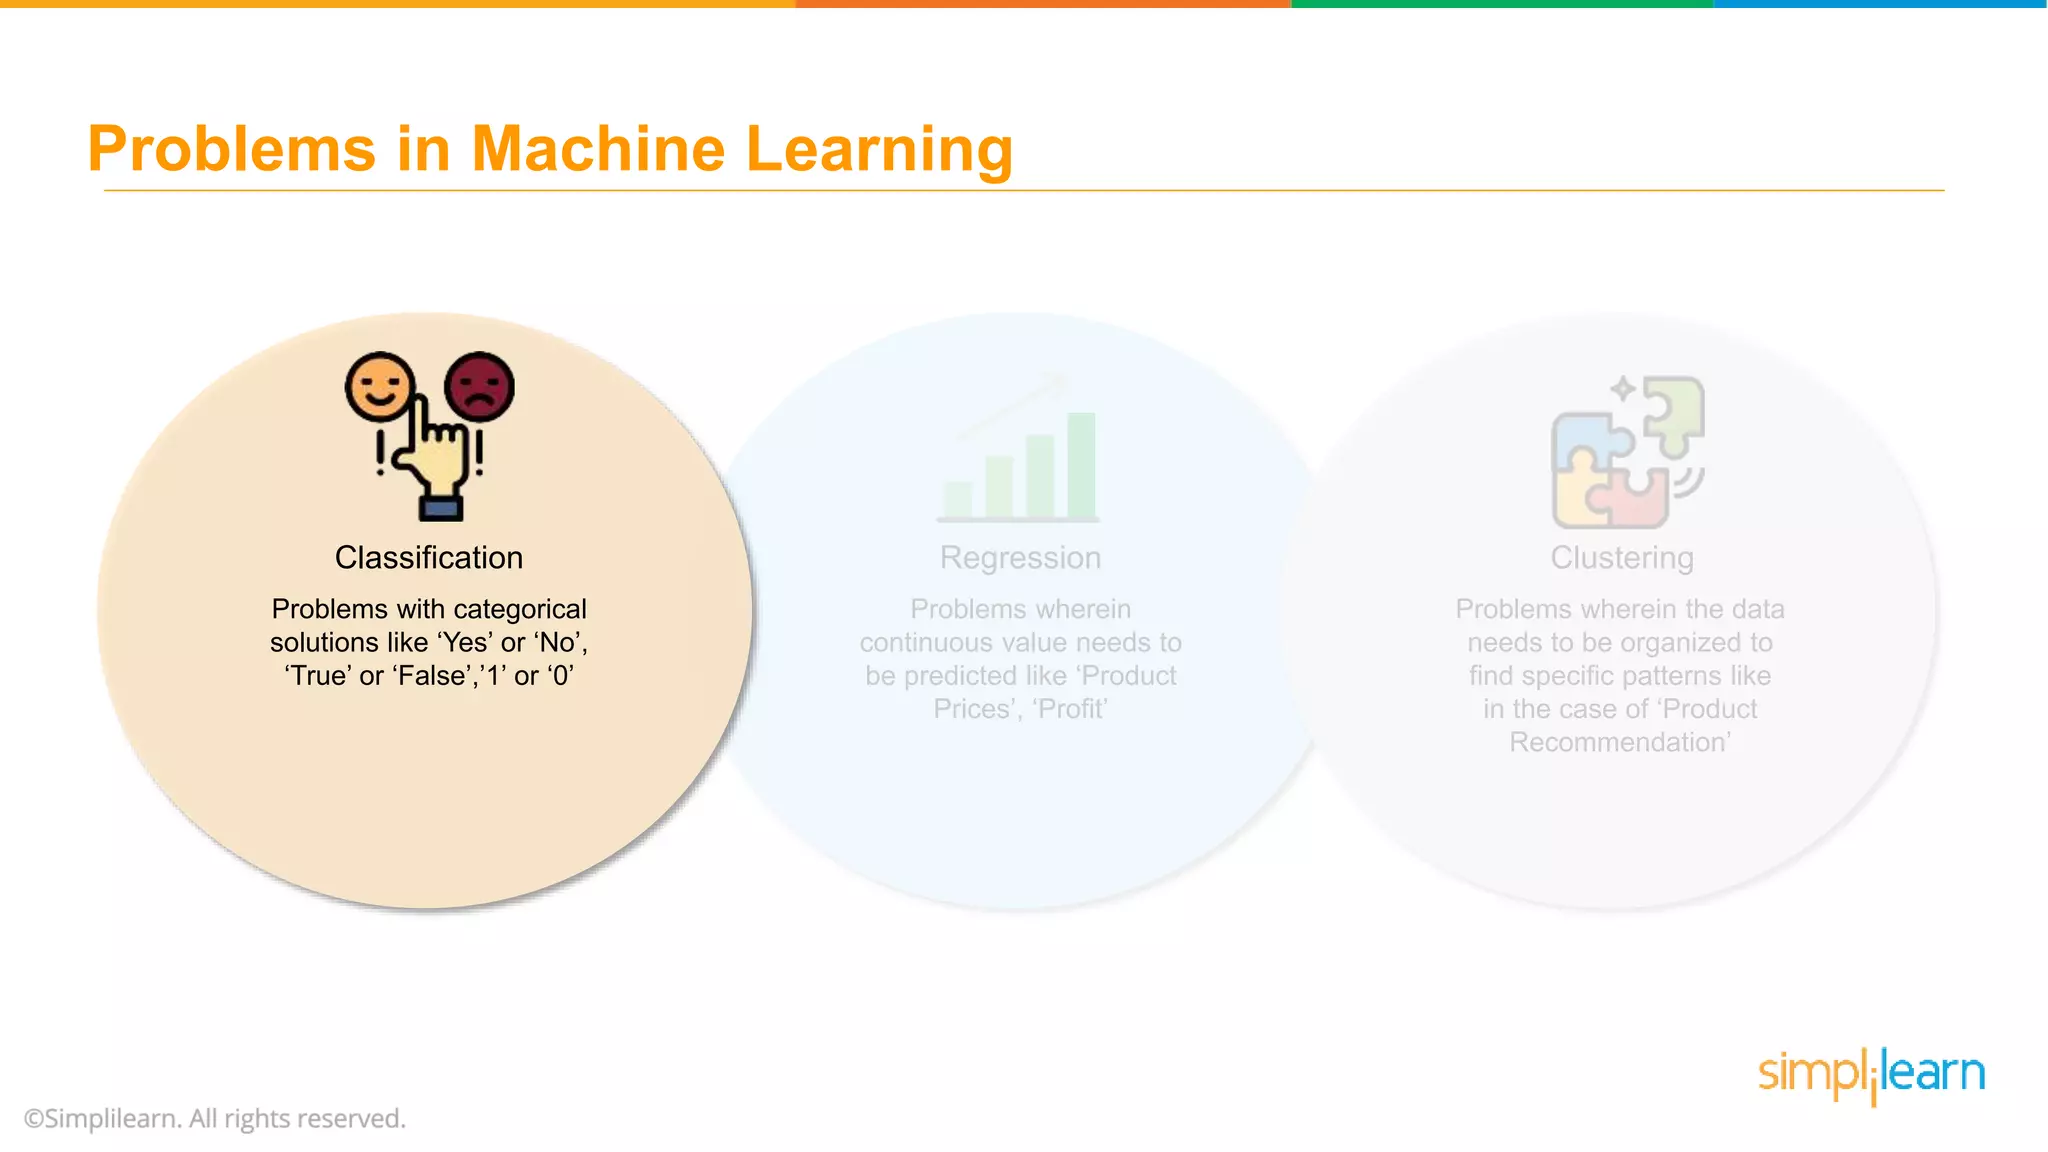 Problems in Machine Learning
Classification
Problems with categorical
solutions like ‘Yes’ or ‘No’,
‘True’ or ‘False’,’1’ or ‘0’
Regression
Problems wherein
continuous value needs to
be predicted like ‘Product
Prices’, ‘Profit’
Clustering
Problems wherein the data
needs to be organized to
find specific patterns like
in the case of ‘Product
Recommendation’
simplilearn
©Simplilearn. All rights reserved.